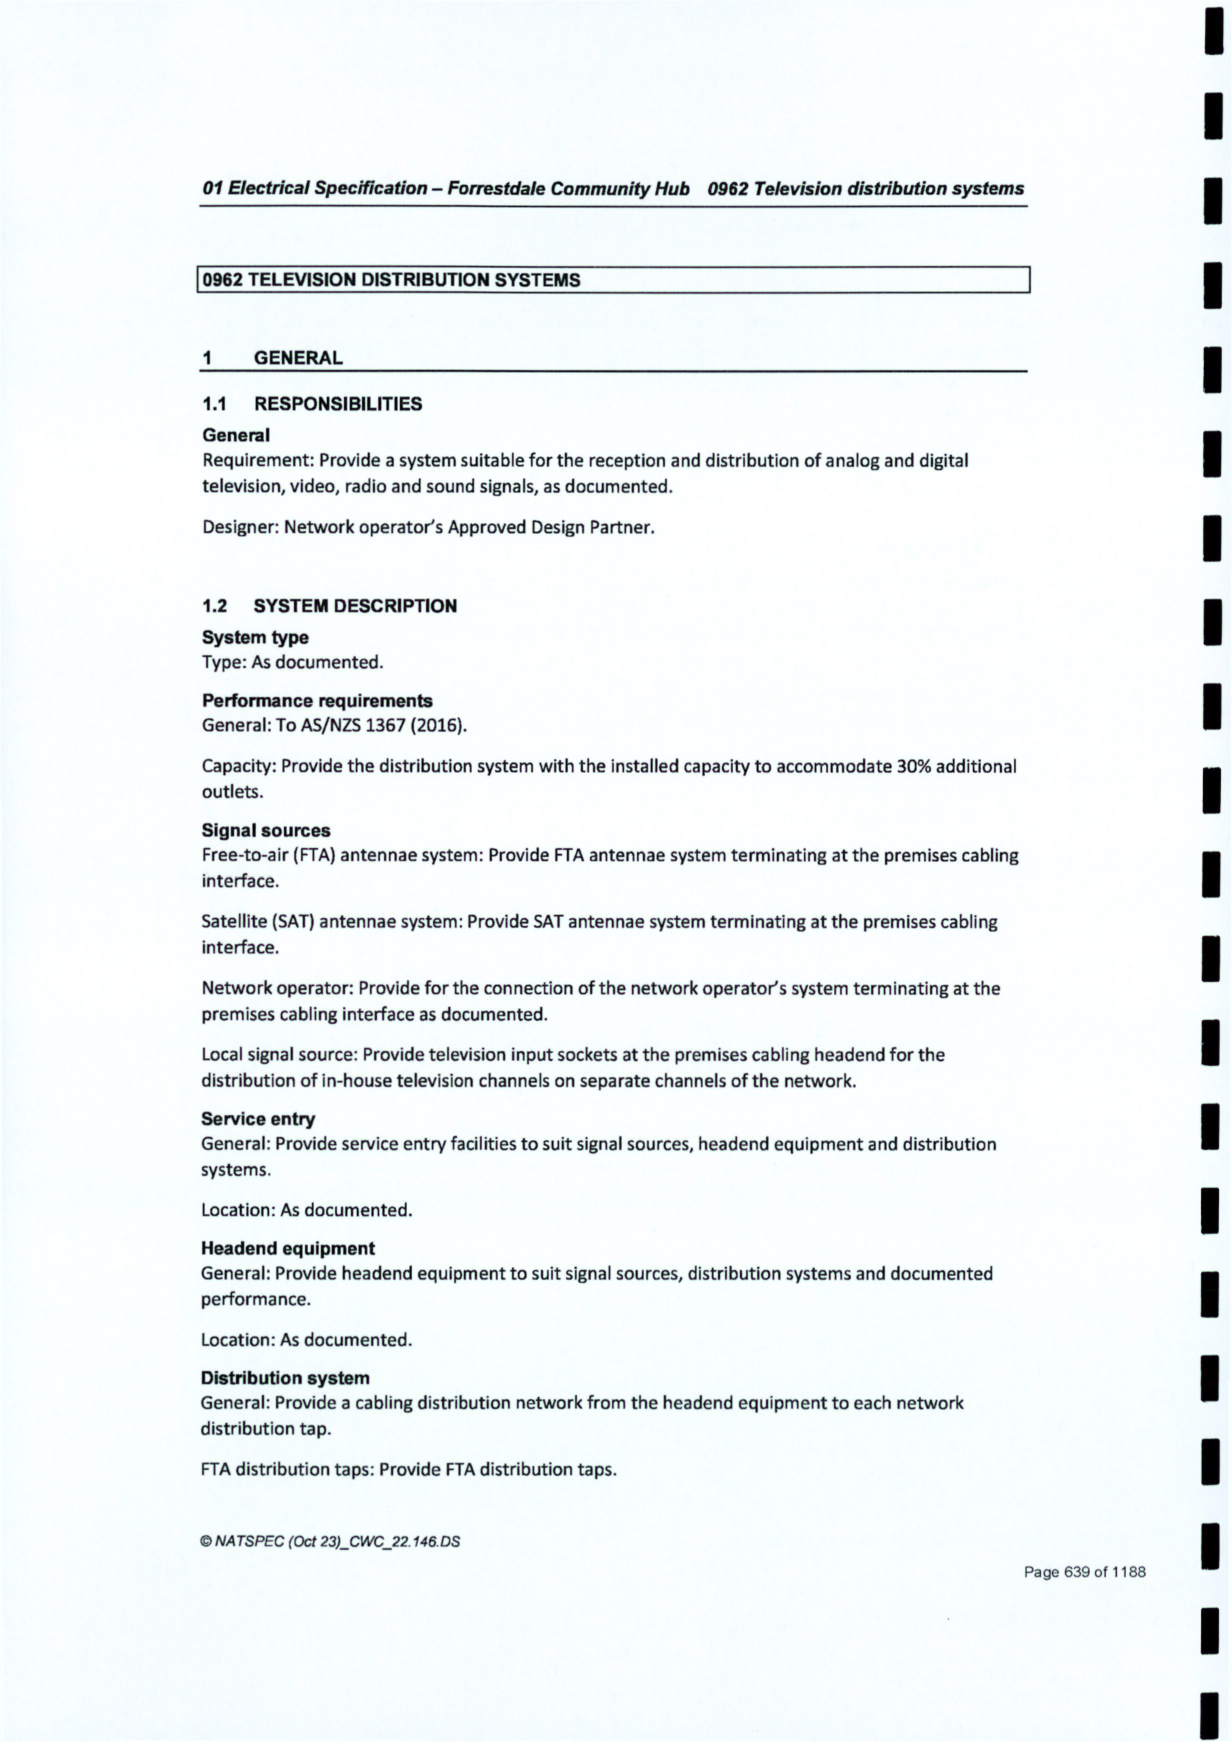 01 Electrical Specification – Forrestdale Community Hub 0962 Television distribution systems
0962 TELEVISION DISTRIBUTION SYSTEMS
1 GENERAL
1.1 RESPONSIBILITIES
General
Requirement: Provide a system suitable for the reception and distribution of analog and digital
television, video, radio and sound signals, as documented.
Designer: Network operator's Approved Design Partner.
1.2 SYSTEM DESCRIPTION
System type
Type: As documented.
Performance requirements
General: To AS/NZS 1367 (2016).
Capacity: Provide the distribution system with the installed capacity to accommodate 30% additional
outlets.
Signal sources
Free-to-air (FTA) antennae system: Provide FTA antennae system terminating at the premises cabling
interface.
Satellite (SAT) antennae system: Provide SAT antennae system terminating at the premises cabling
interface.
Network operator: Provide for the connection of the network operator's system terminating at the
premises cabling interface as documented.
Local signal source: Provide television input sockets at the premises cabling headend for the
distribution of in-house television channels on separate channels of the network.
Service entry
General: Provide service entry facilities to suit signal sources, headend equipment and distribution
systems.
Location: As documented.
Headend equipment
General: Provide headend equipment to suit signal sources, distribution systems and documented
performance.
Location: As documented.
Distribution system
General: Provide a cabling distribution network from the headend equipment to each network
distribution tap.
FTA distribution taps: Provide FTA distribution taps.
© NATSPEC (Oct 23)_CWC_22.146.DS
Page 639 of 1188